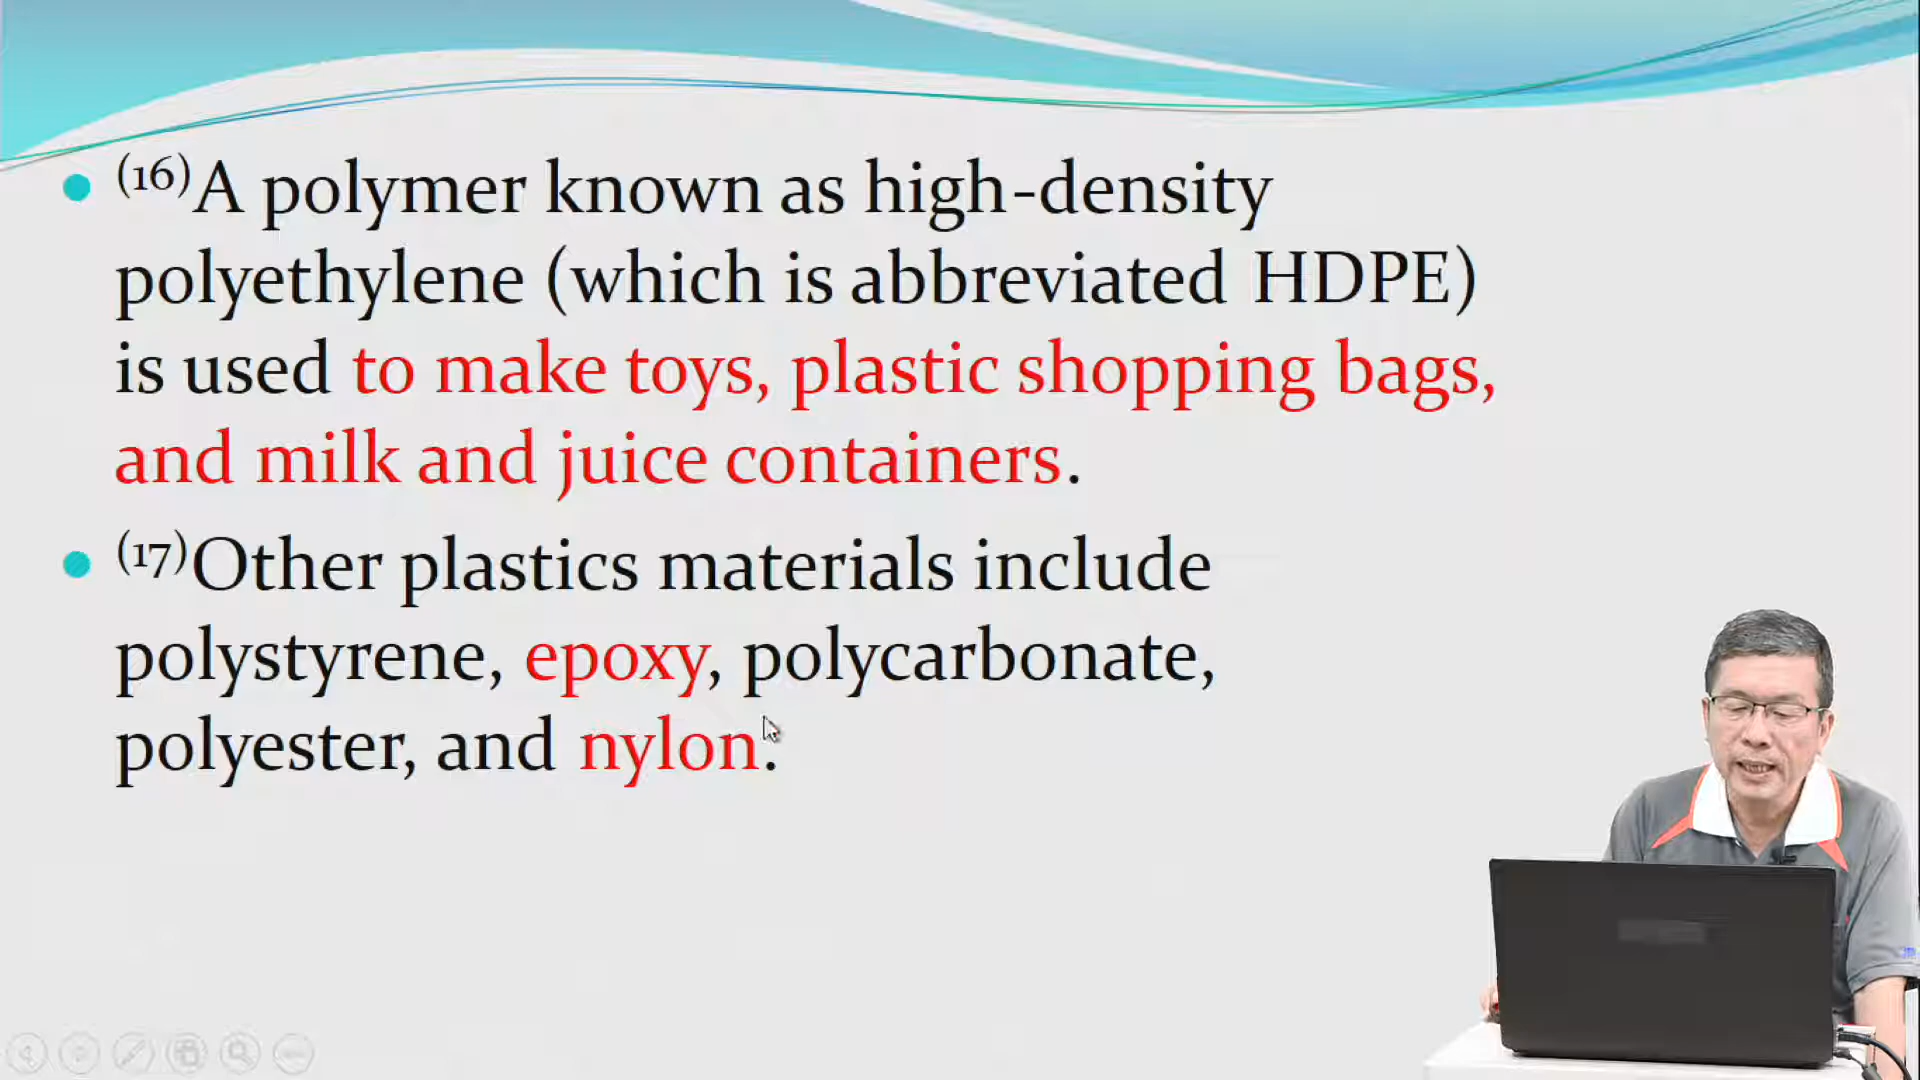 (16)A polymer known as high-density
polyethylene (which is abbreviated HDPE)
is used to make toys, plastic shopping bags,
and milk and juice containers.
(17)Other plastics materials include
polystyrene, epoxy, polycarbonate,
polyester, and nylon.